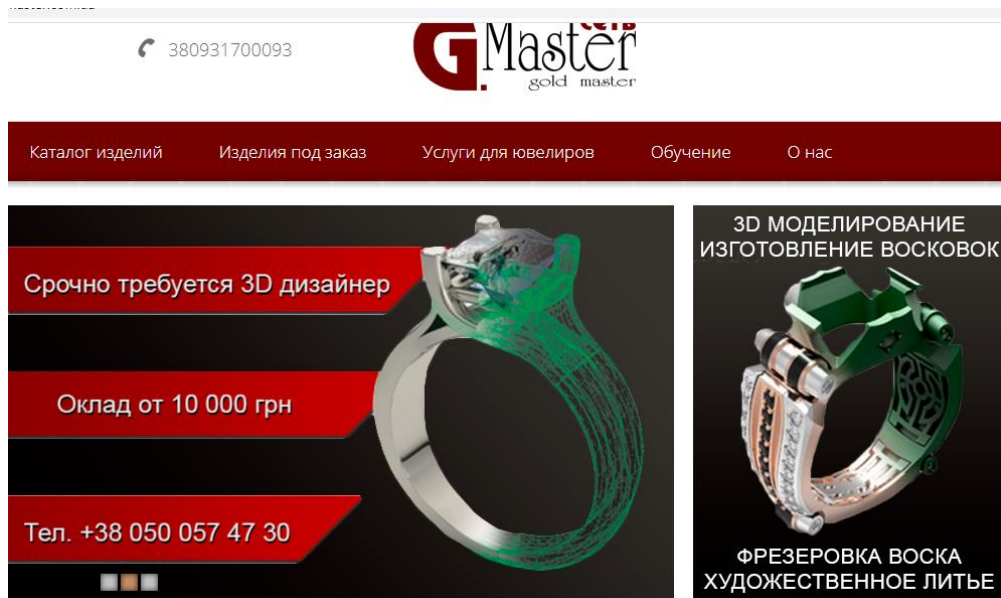 380931700093
сеть
G.Master
gold master
Каталог изделий
Изделия под заказ
Услуги для ювелиров
Обучение
О нас
Срочно требуется 3D дизайнер
Оклад от 10 000 грн
Тел. +38 050 057 47 30
3D МОДЕЛИРОВАНИЕ
ИЗГОТОВЛЕНИЕ ВОСКОВОК
ФРЕЗЕРОВКА ВОСКА
ХУДОЖЕСТВЕННОЕ ЛИТЬЕ